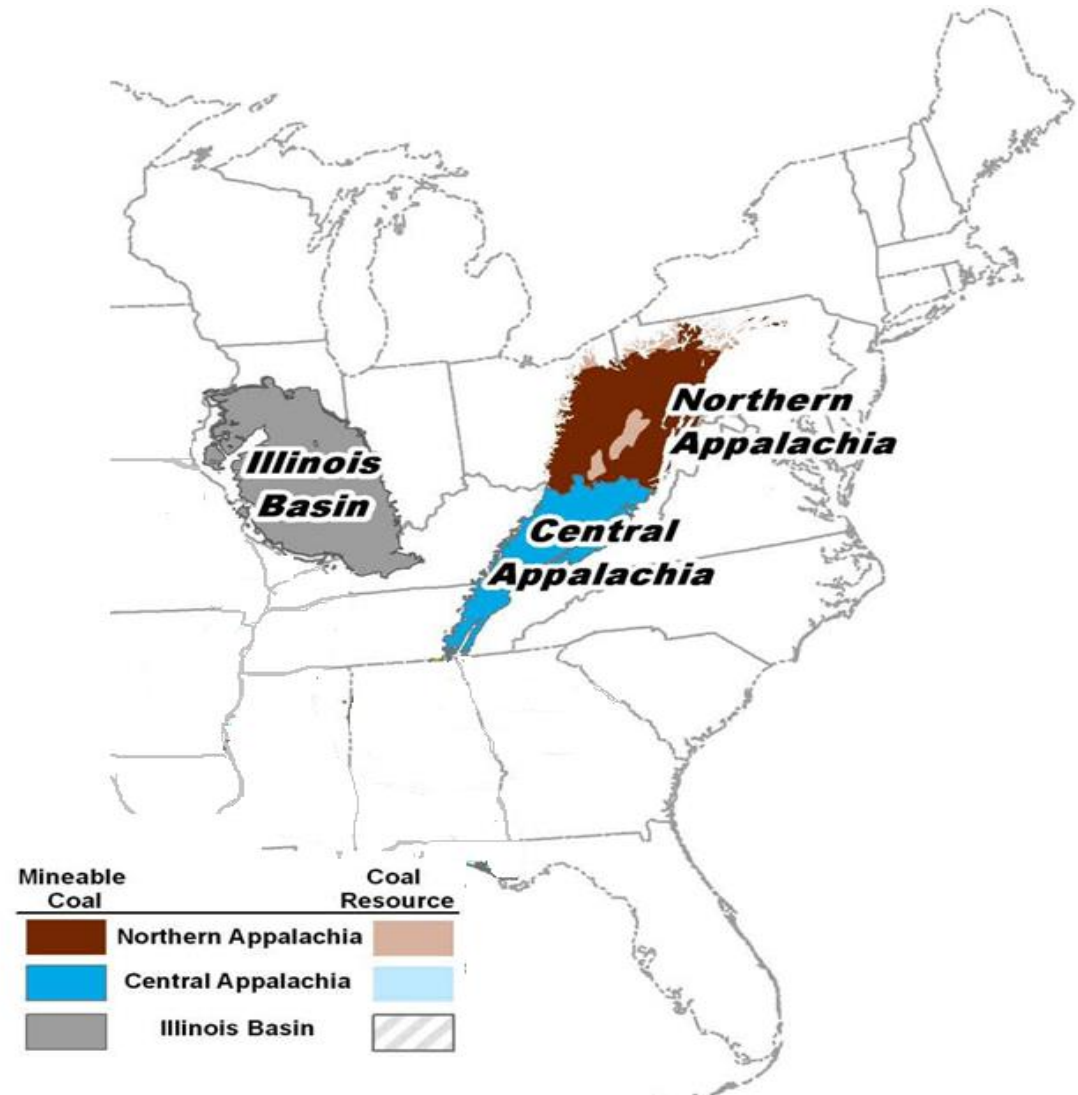 Northern
Appalachia
Illinois
Basin
Central
Appalachia
Mineable
Coal
Coal
Resource
Northern Appalachia
Central Appalachia
Illinois Basin